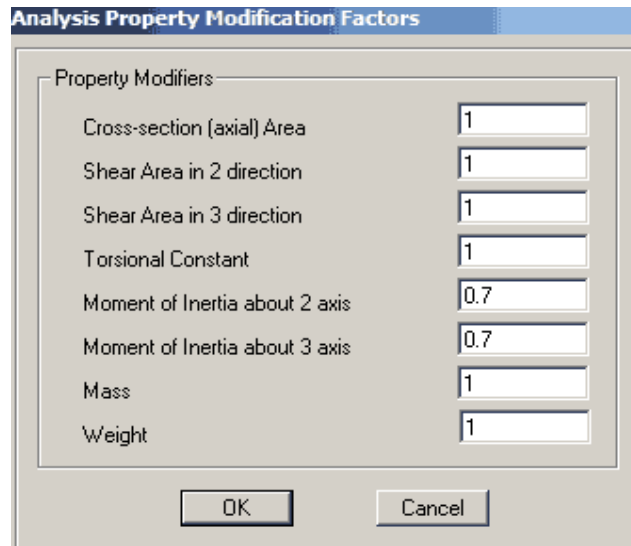 Analysis Property Modification Factors
Property Modifiers
Cross-section (axial) Area 1
Shear Area in 2 direction 1
Shear Area in 3 direction 1
Torsional Constant 1
Moment of Inertia about 2 axis 0.7
Moment of Inertia about 3 axis 0.7
Mass 1
Weight 1
OK Cancel